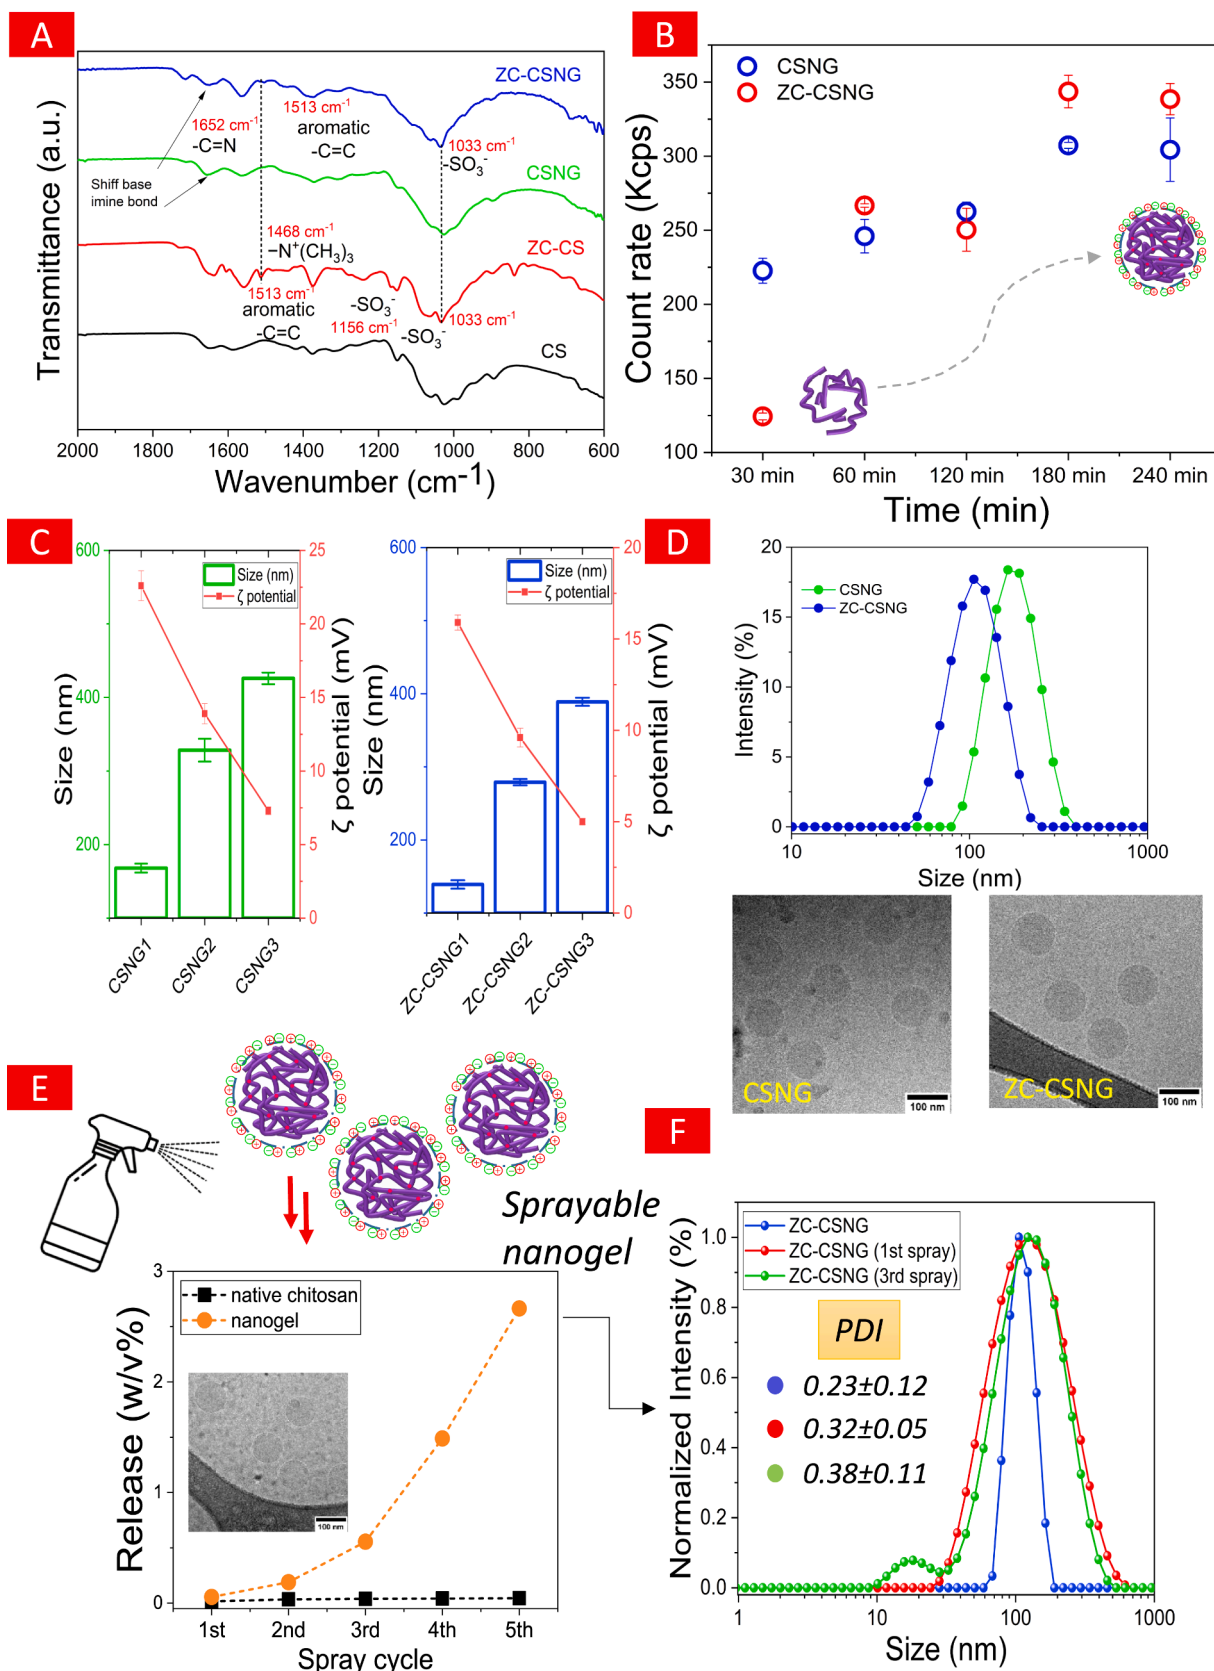 A
ZC-CSNG
1652 cm-1
-C=N
1513 cm-1
aromatic
-C=C
1033 cm-1
-SO3-
CSNG
Shiff base
imine bond
1468 cm-1
–N+(CH3)3
ZC-CS
1513 cm-1
aromatic
-C=C
-SO3-
1156 cm-1
-SO3-
1033 cm-1
CS
Transmittance (a.u.)
2000 1800 1600 1400 1200 1000 800 600
Wavenumber (cm-1)
B
CSNG
ZC-CSNG
350
300
250
200
150
100
Count rate (Kcps)
30 min 60 min 120 min 180 min 240 min
Time (min)
C
600
400
200
Size (nm)
Size (nm)
ζ potential
25
20
15
10
5
0
ζ potential (mV)
CSNG1 CSNG2 CSNG3
600
400
200
Size (nm)
Size (nm)
ζ potential
20
15
10
5
0
ζ potential (mV)
ZC-CSNG1 ZC-CSNG2 ZC-CSNG3
D
20
15
10
5
0
Intensity (%)
CSNG
ZC-CSNG
10 100 1000
Size (nm)
CSNG
100 nm
ZC-CSNG
100 nm
E
Sprayable
nanogel
3
2
1
0
Release (w/v%)
native chitosan
nanogel
100 nm
1st 2nd 3rd 4th 5th
Spray cycle
F
ZC-CSNG
ZC-CSNG (1st spray)
ZC-CSNG (3rd spray)
PDI
0.23±0.12
0.32±0.05
0.38±0.11
1.0
0.8
0.6
0.4
0.2
0.0
Normalized Intensity (%)
1 10 100 1000
Size (nm)